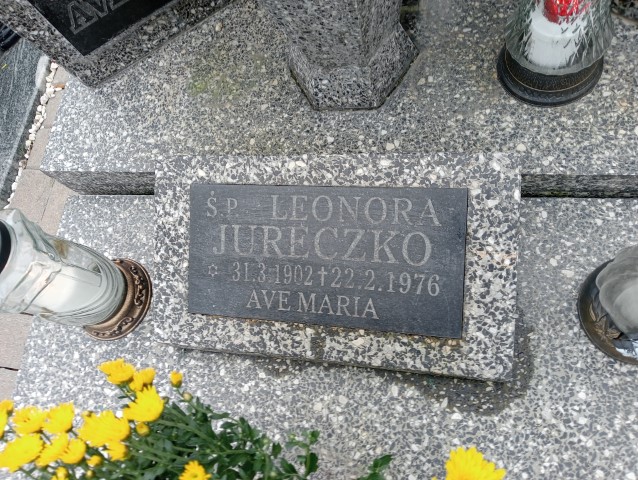 Ś.P. LEONORA
JURECZKO
✡ 31.3.1902 † 22.2.1976
AVE MARIA